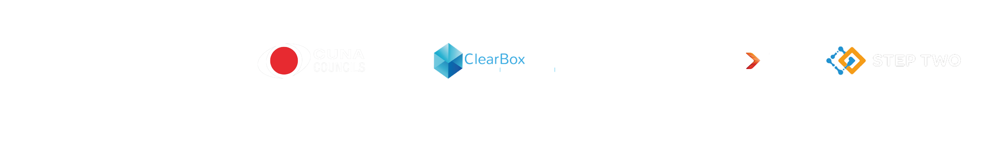 CUNA
COUNCILS
ClearBox
STEP TWO